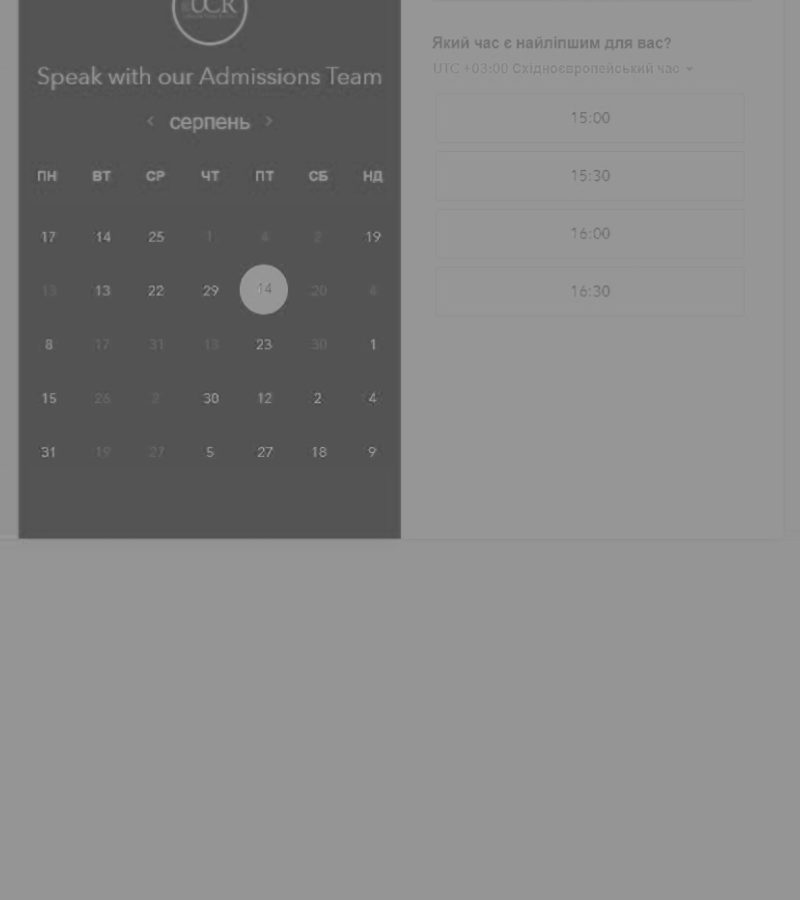 UCR
Speak with our Admissions Team
< серпень >
ПН ВТ СР ЧТ ПТ СБ НД
17 14 25 1 4 2 19
13 13 22 29 14 20 4
8 17 31 13 23 30 1
15 26 2 30 12 2 4
31 19 27 5 27 18 9
Який час є найліпшим для вас?
UTC +03:00 Східноєвропейський час
15:00
15:30
16:00
16:30